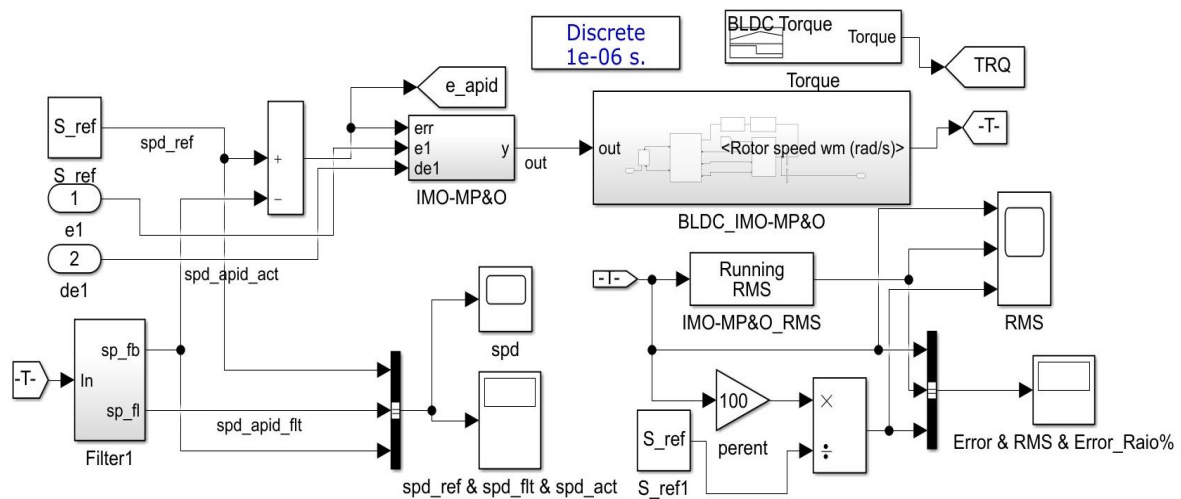 Discrete
1e-06 s.
BLDC Torque
Torque
Torque
TRQ
e_apid
S_ref
S_ref
spd_ref
+
−
err
e1
de1
y
IMO-MP&O
out
out
<Rotor speed wm (rad/s)>
BLDC_IMO-MP&O
-T-
1
e1
2
de1
spd_apid_act
-T-
In
sp_fb
sp_fl
Filter1
spd_apid_flt
spd
spd_ref & spd_flt & spd_act
-T-
Running
RMS
IMO-MP&O_RMS
RMS
100
perent
S_ref
S_ref1
×
÷
Error & RMS & Error_Raio%